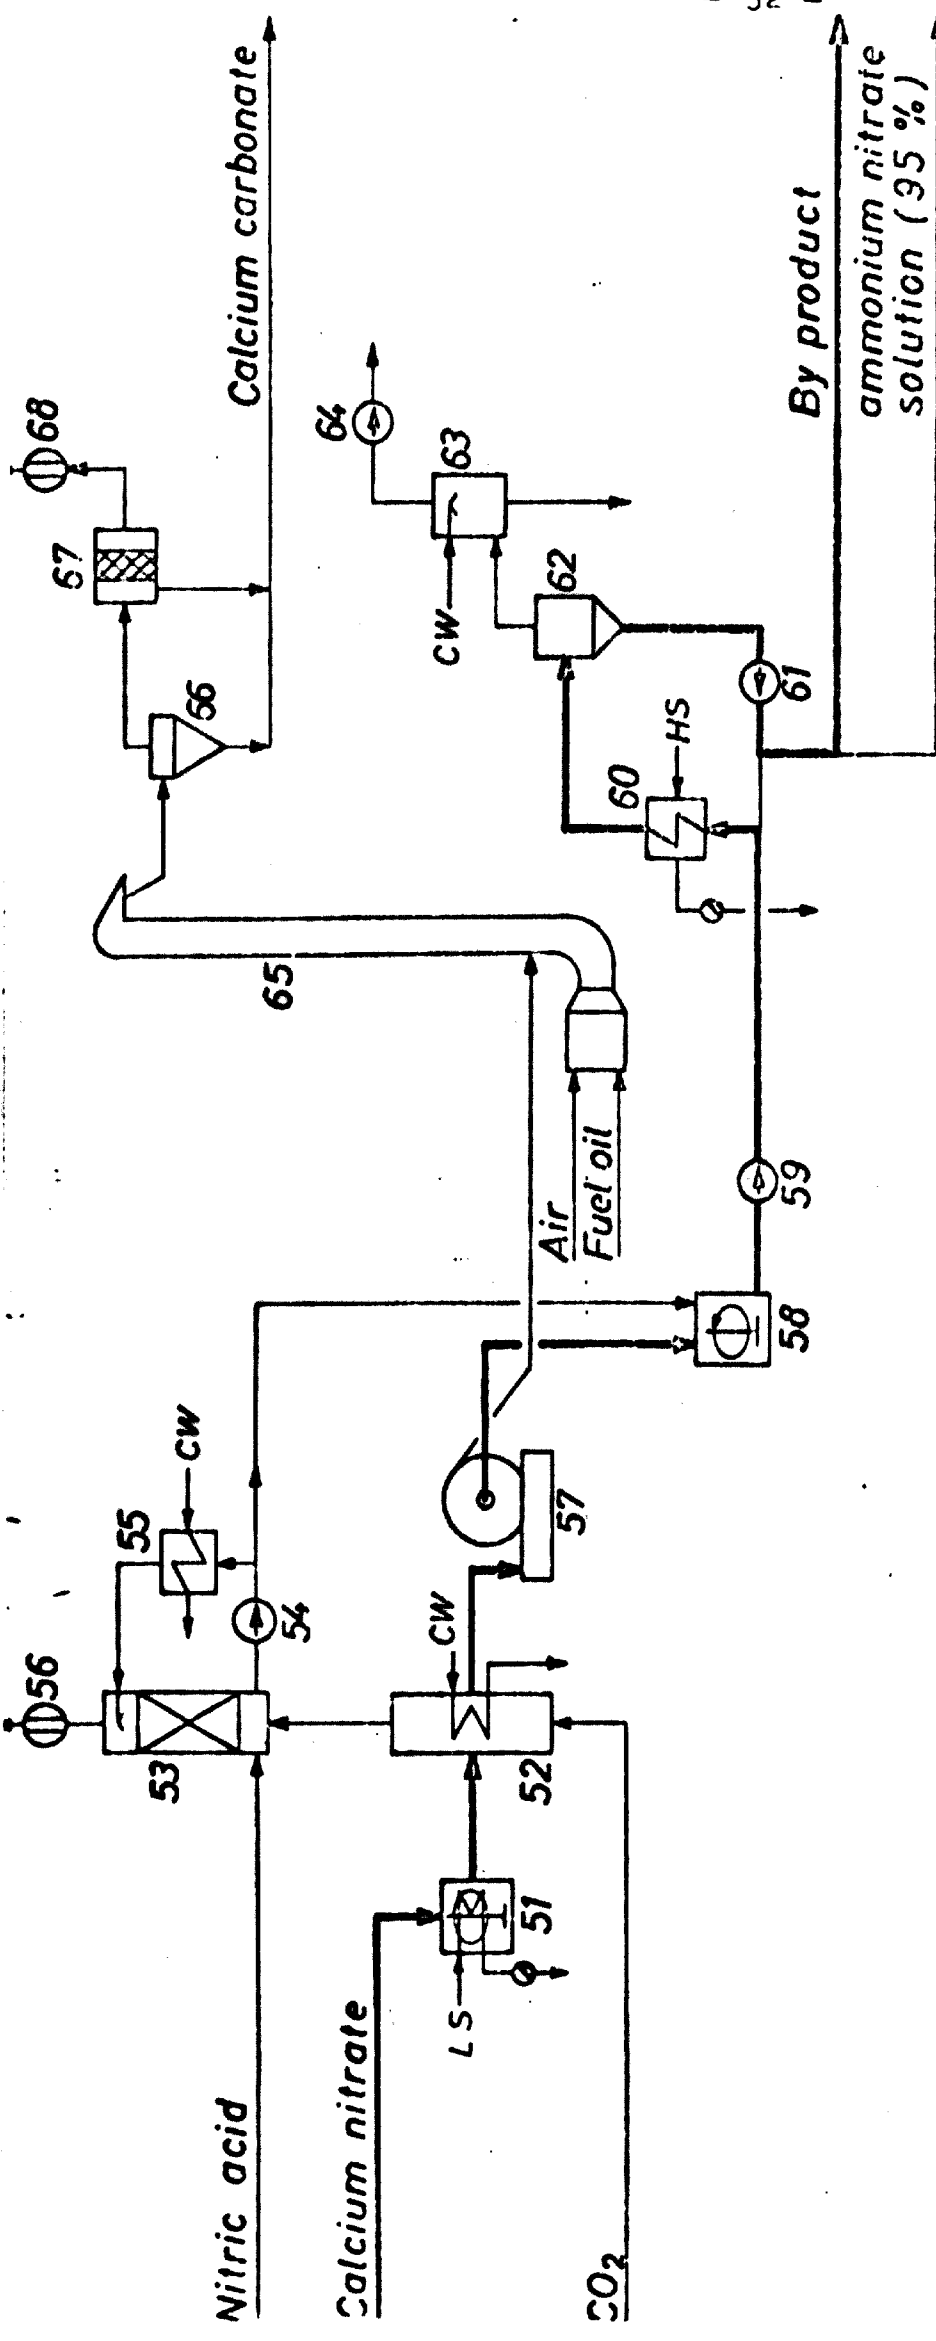 Nitric acid
Calcium nitrate
CO2
LS
51
52
53
56
54
55
CW
CW
57
58
59
Air
Fuel oil
65
66
67
68
60
HS
61
62
CW
63
64
Calcium carbonate
By product
ammonium nitrate
solution (95 %)